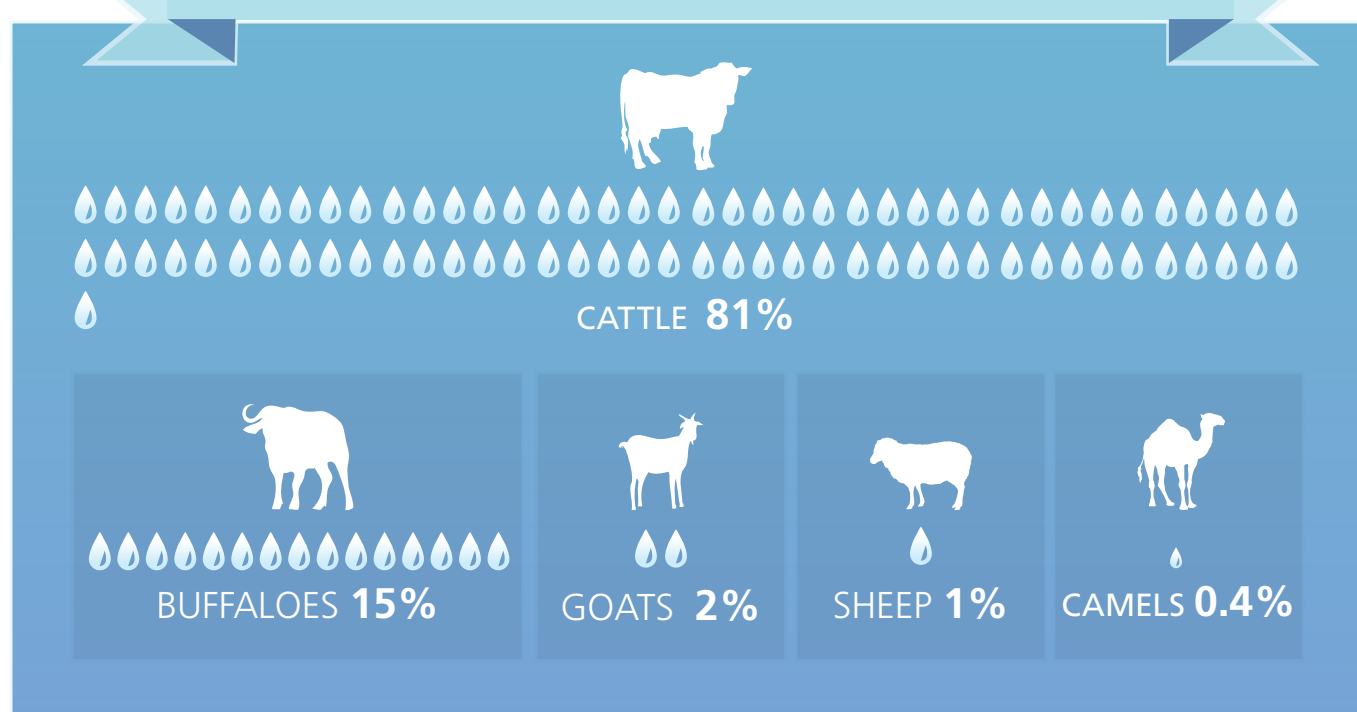 CATTLE 81%
BUFFALOES 15%
GOATS 2%
SHEEP 1%
CAMELS 0.4%